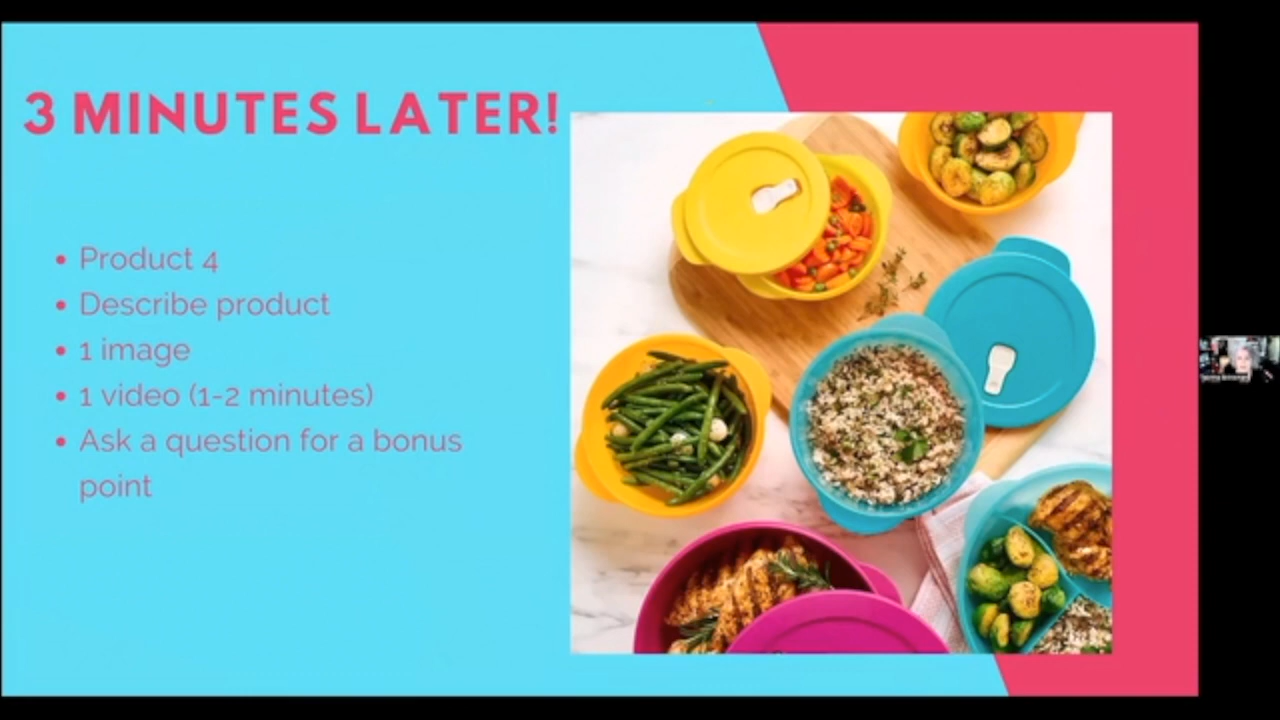 3 MINUTES LATER!
• Product 4
• Describe product
• 1 image
• 1 video (1-2 minutes)
• Ask a question for a bonus
point